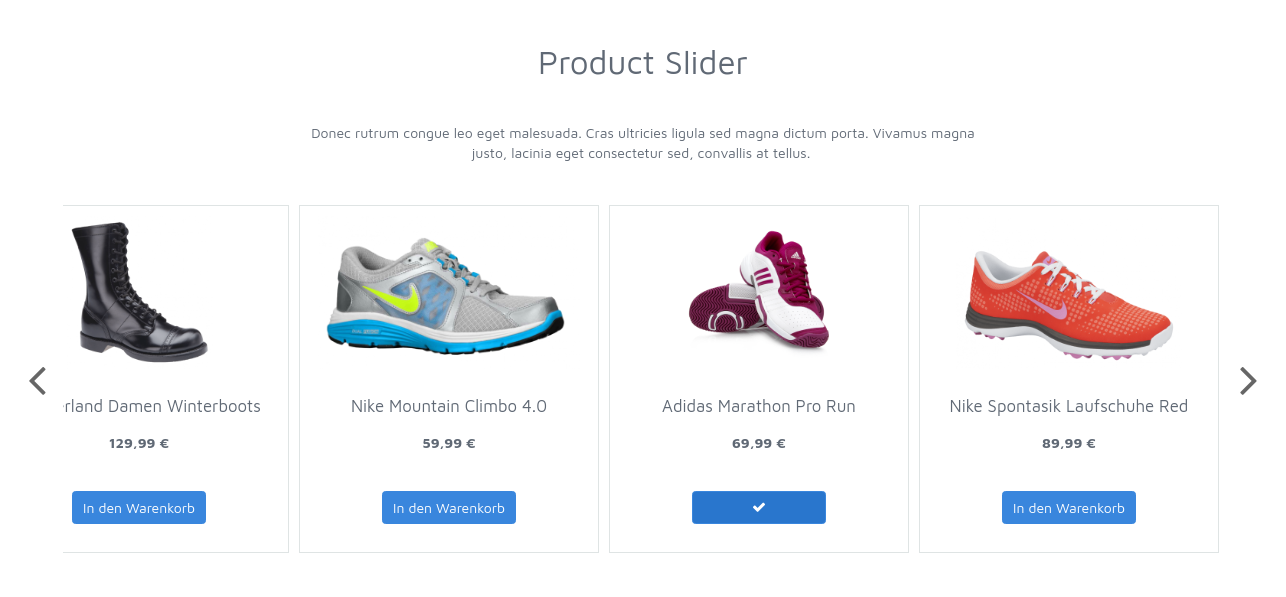 Product Slider
Donec rutrum congue leo eget malesuada. Cras ultricies ligula sed magna dictum porta. Vivamus magna
justo, lacinia eget consectetur sed, convallis at tellus.
Damen Winterboots
129,99 €
In den Warenkorb
Nike Mountain Climbo 4.0
59,99 €
In den Warenkorb
Adidas Marathon Pro Run
69,99 €
Nike Spontasik Laufschuhe Red
89,99 €
In den Warenkorb